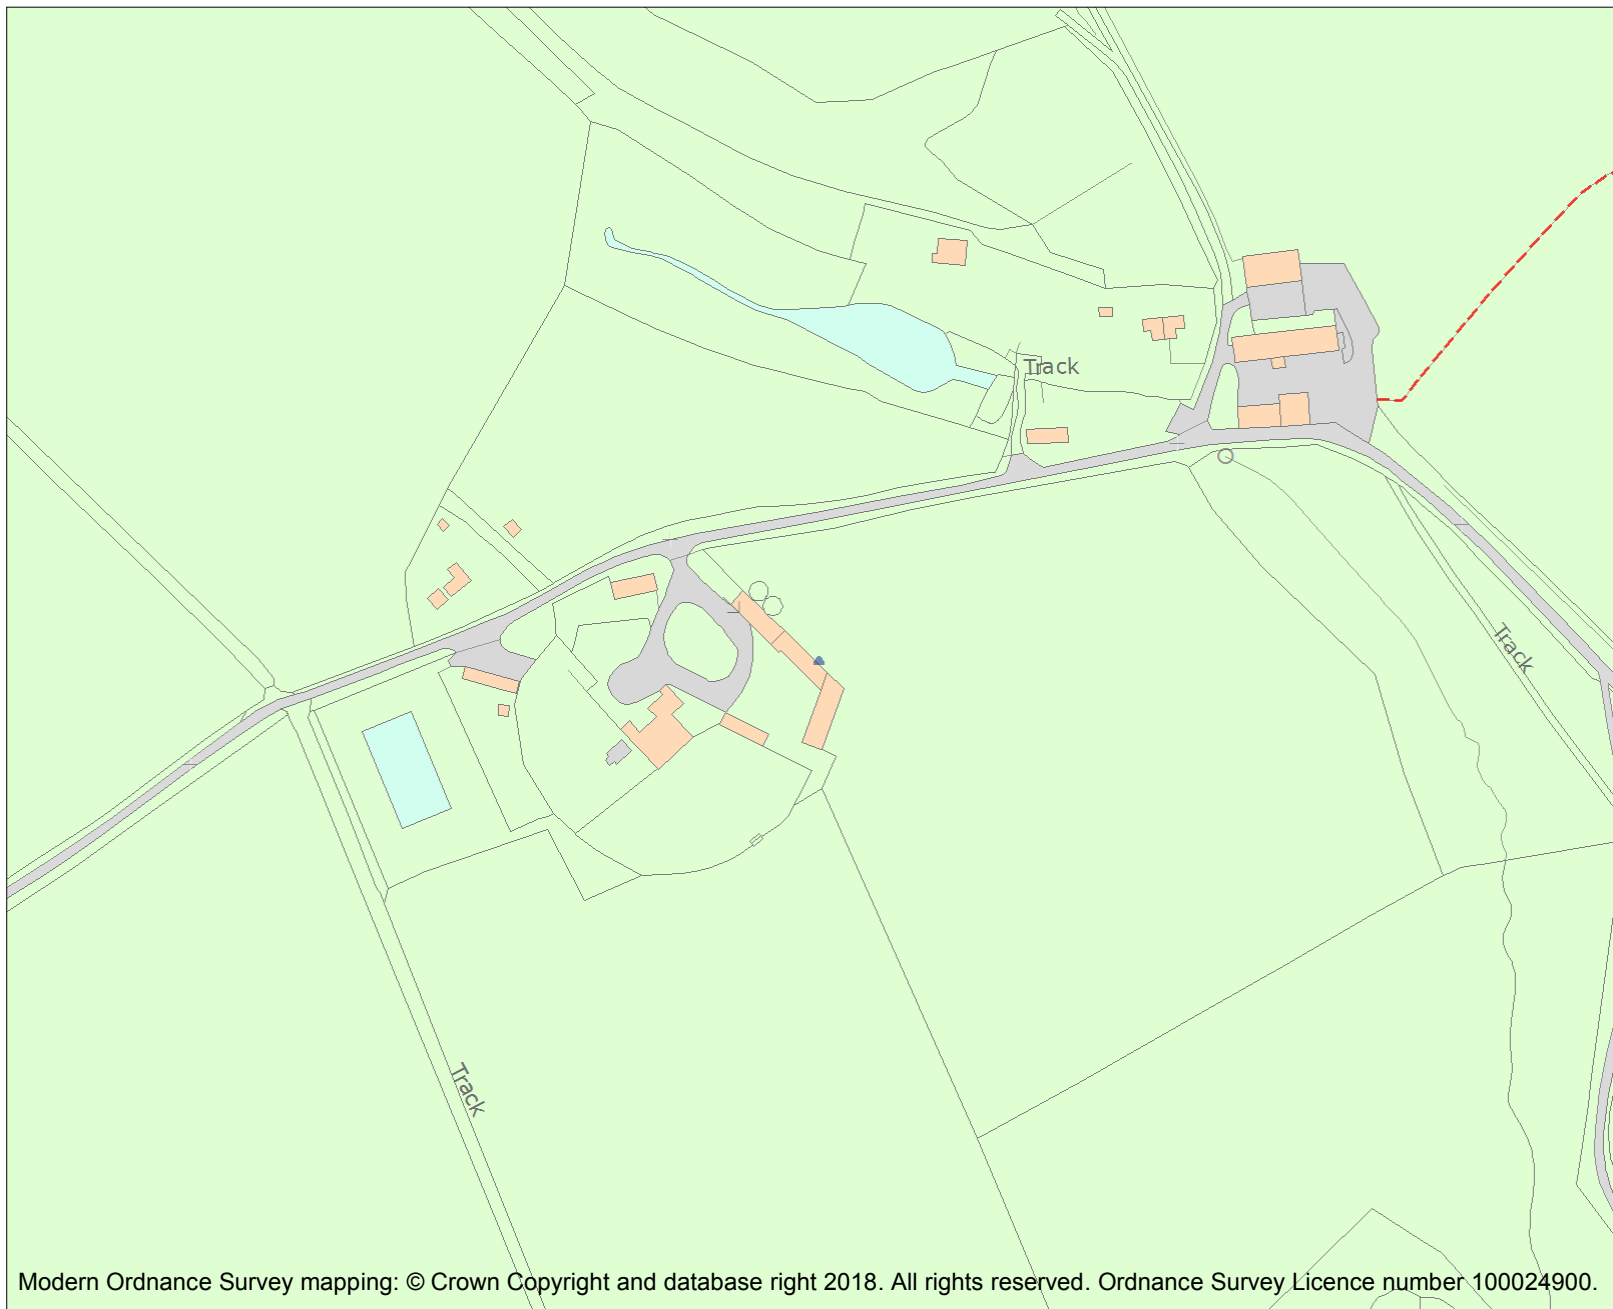 Track
Track
Track
Modern Ordnance Survey mapping: © Crown Copyright and database right 2018. All rights reserved. Ordnance Survey Licence number 100024900.